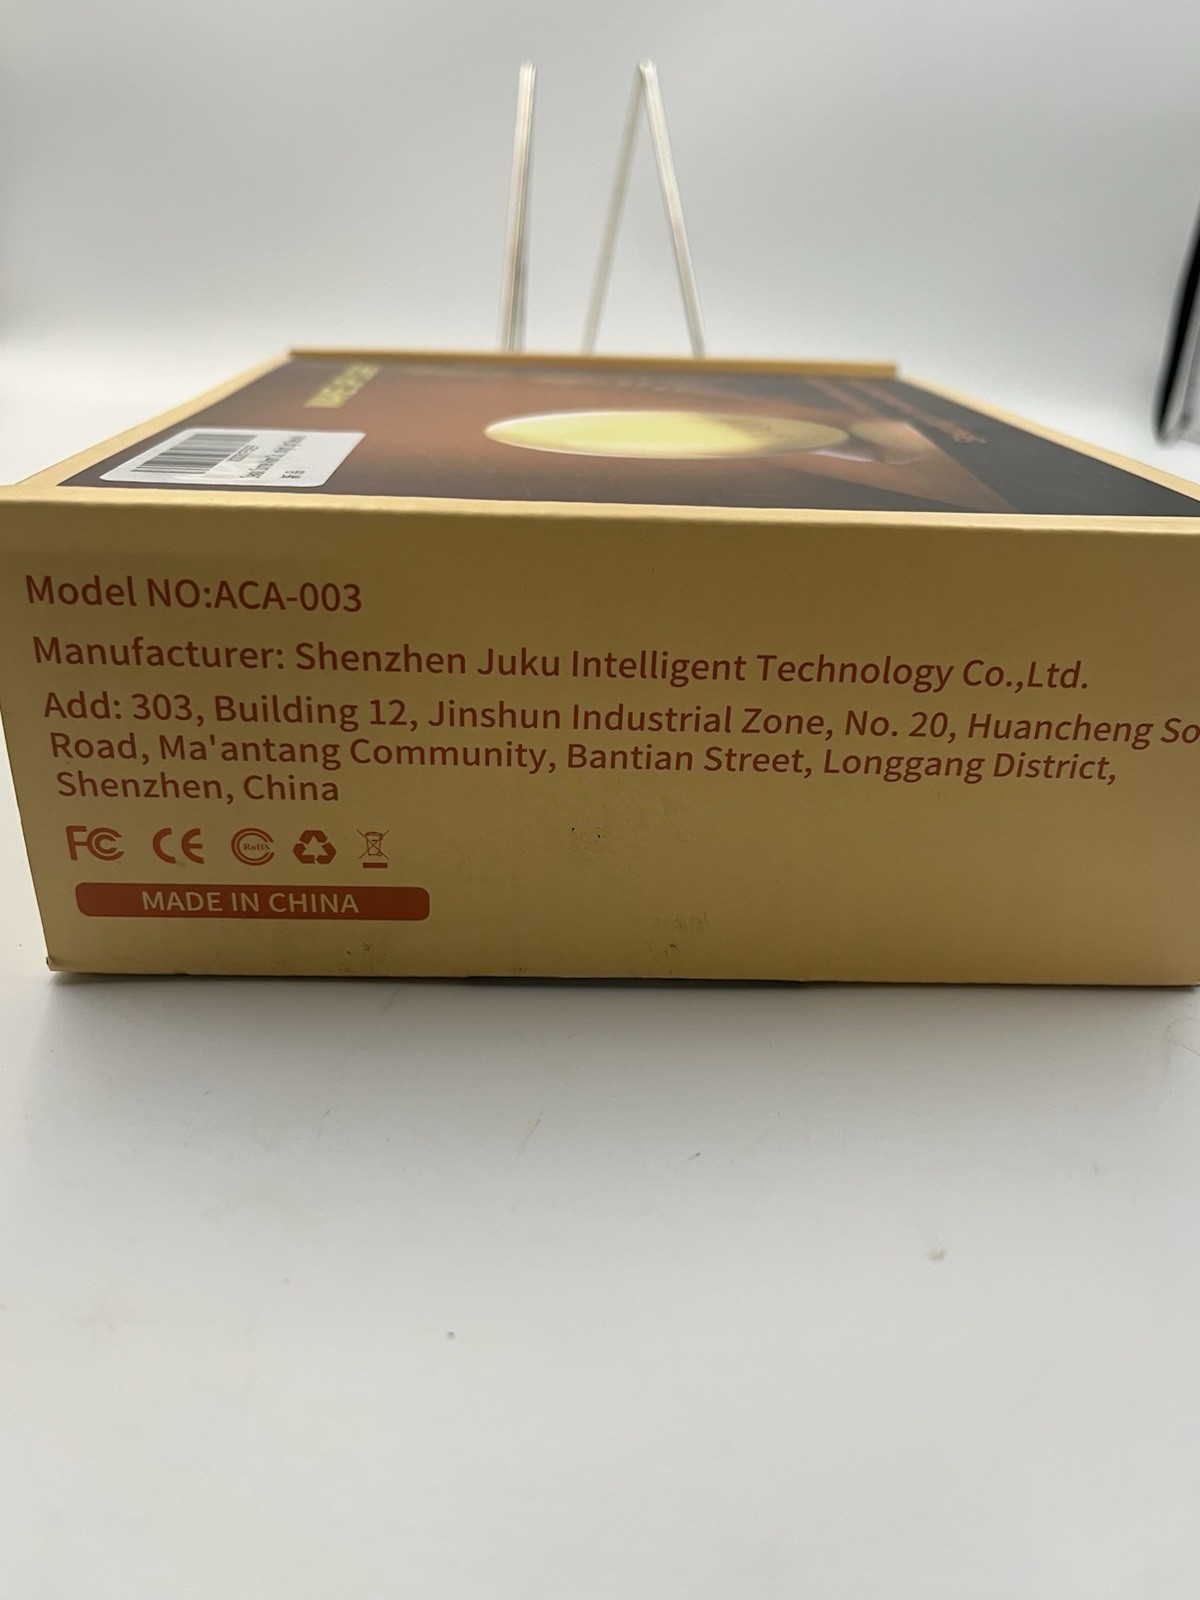 Model NO:ACA-003
Manufacturer: Shenzhen Juku Intelligent Technology Co.,Ltd.
Add: 303, Building 12, Jinshun Industrial Zone, No. 20, Huancheng So
Road, Ma'antang Community, Bantian Street, Longgang District,
Shenzhen, China
FC CE RoHS
MADE IN CHINA